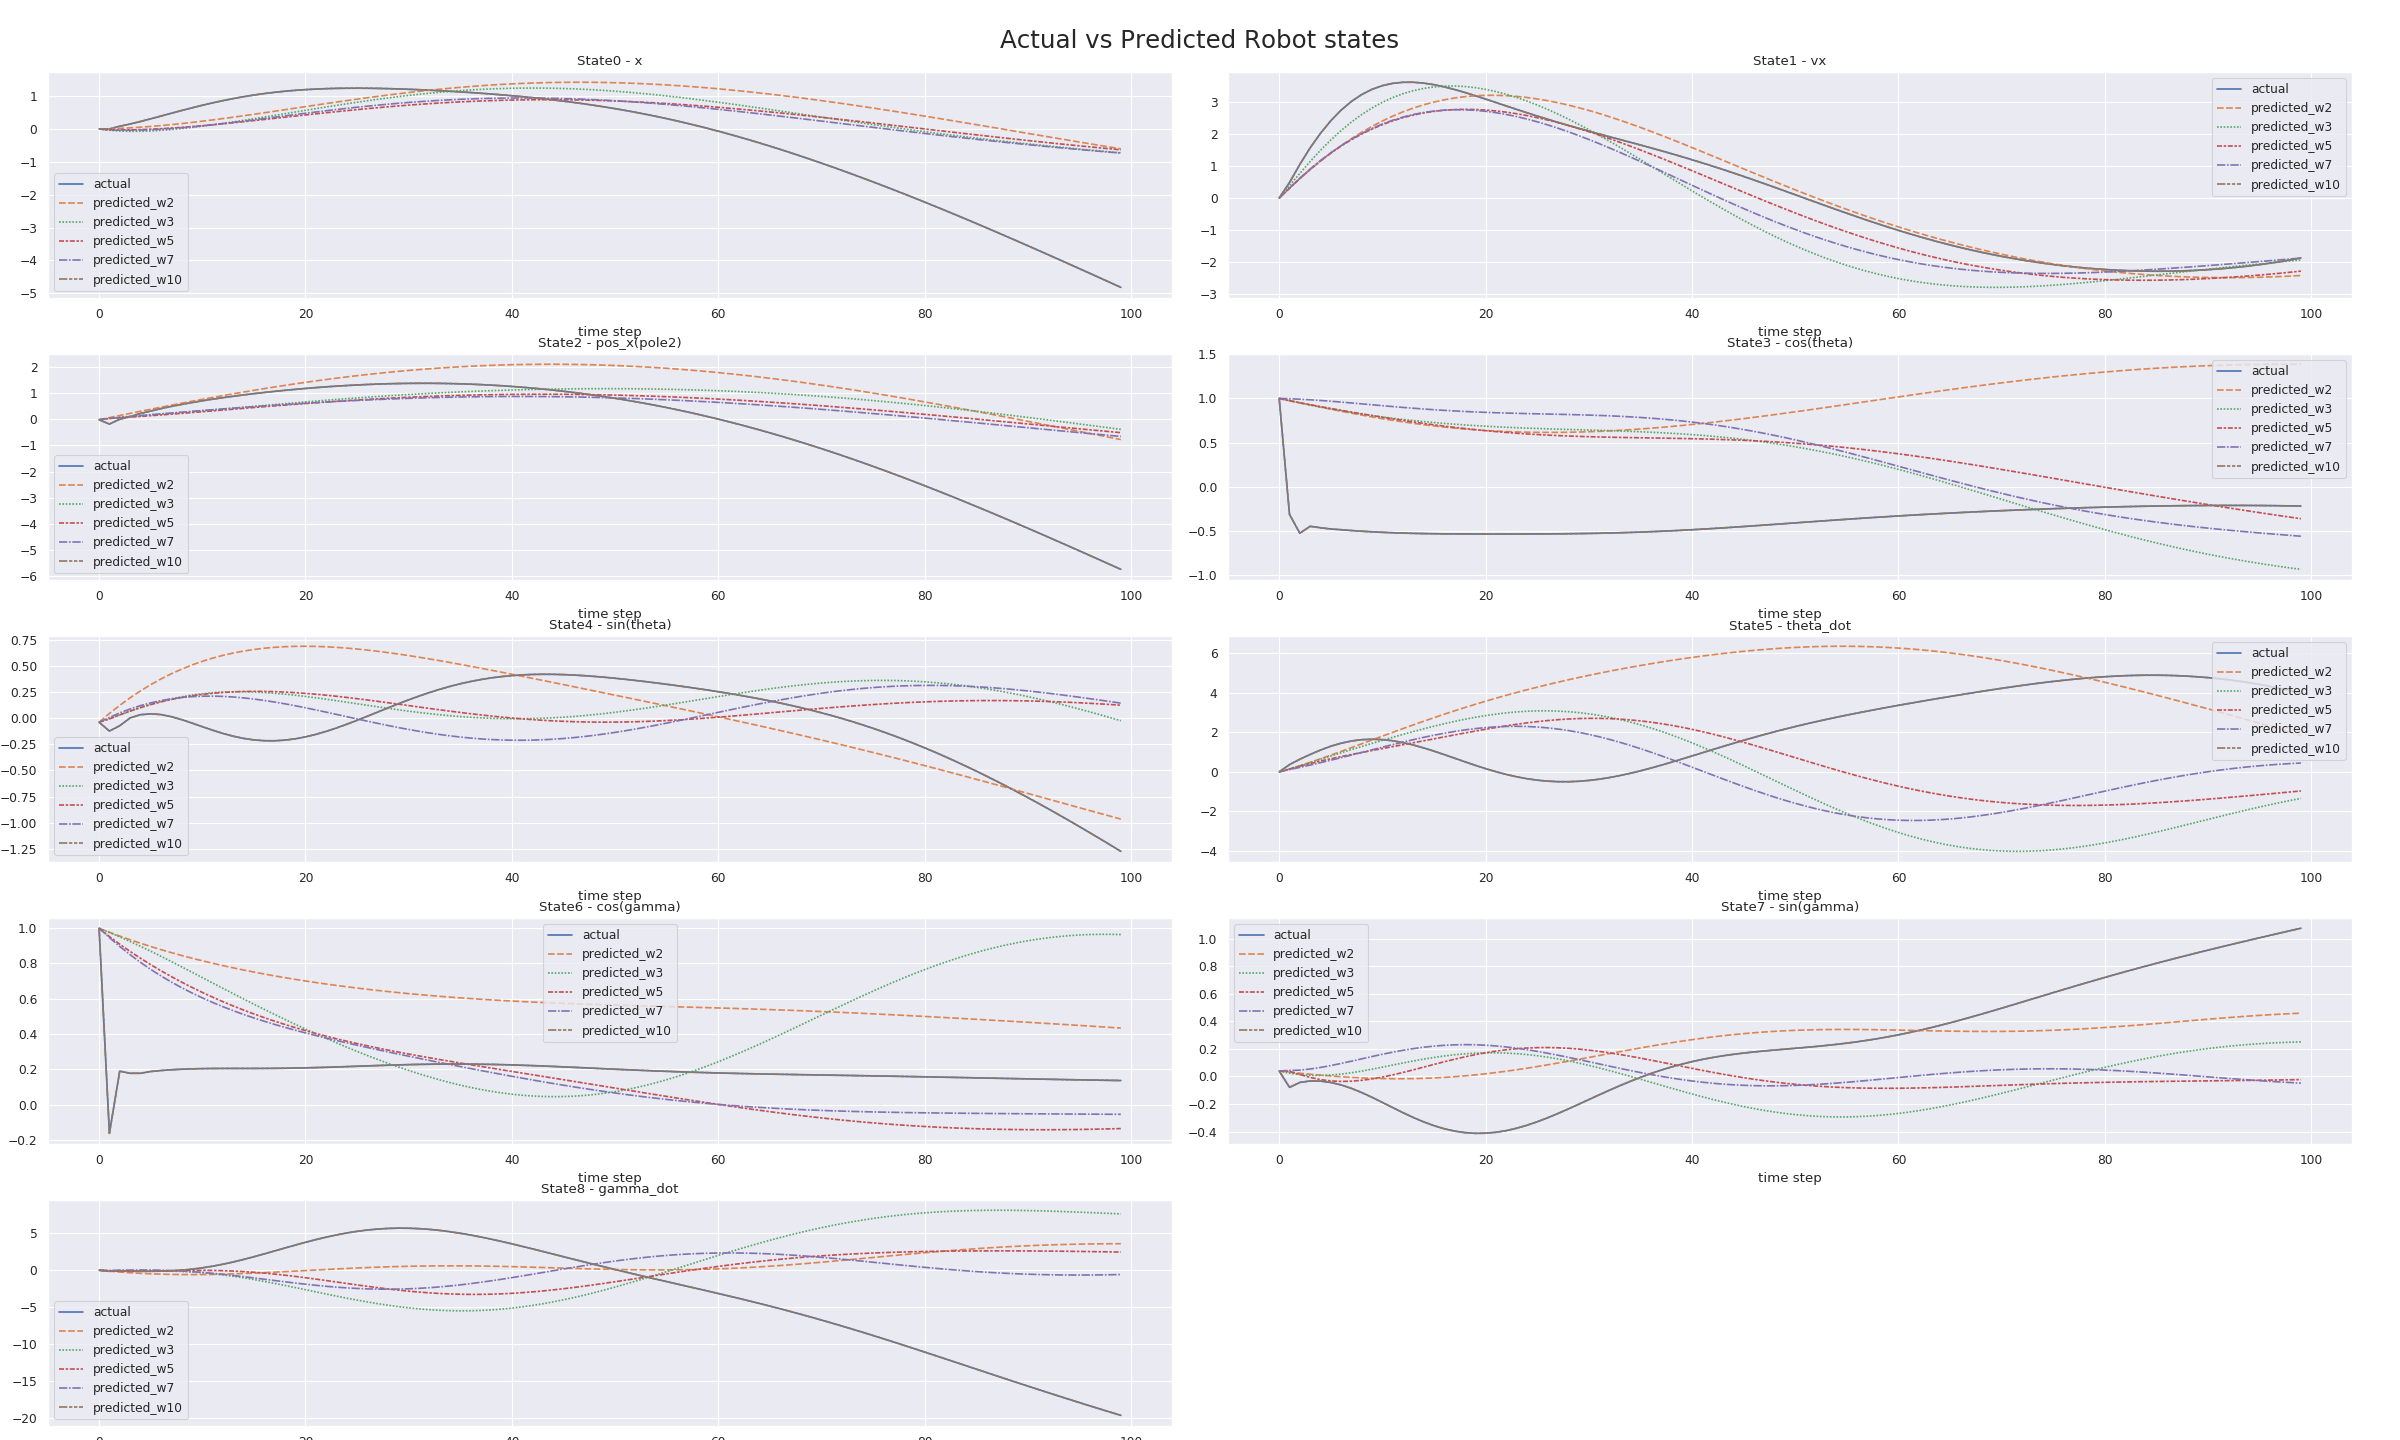 Actual vs Predicted Robot states
State0 - x
1
0
−1
−2
−3
−4
−5
actual
predicted_w2
predicted_w3
predicted_w5
predicted_w7
predicted_w10
0 20 40 60 80 100
time step
State1 - vx
3
2
1
0
−1
−2
−3
actual
predicted_w2
predicted_w3
predicted_w5
predicted_w7
predicted_w10
0 20 40 60 80 100
time step
State2 - pos_x(pole2)
2
1
0
−1
−2
−3
−4
−5
−6
actual
predicted_w2
predicted_w3
predicted_w5
predicted_w7
predicted_w10
0 20 40 60 80 100
time step
State3 - cos(theta)
1.5
1.0
0.5
0.0
−0.5
−1.0
actual
predicted_w2
predicted_w3
predicted_w5
predicted_w7
predicted_w10
0 20 40 60 80 100
time step
State4 - sin(theta)
0.75
0.50
0.25
0.00
−0.25
−0.50
−0.75
−1.00
−1.25
actual
predicted_w2
predicted_w3
predicted_w5
predicted_w7
predicted_w10
0 20 40 60 80 100
time step
State5 - theta_dot
6
4
2
0
−2
−4
actual
predicted_w2
predicted_w3
predicted_w5
predicted_w7
predicted_w10
0 20 40 60 80 100
time step
State6 - cos(gamma)
1.0
0.8
0.6
0.4
0.2
0.0
−0.2
actual
predicted_w2
predicted_w3
predicted_w5
predicted_w7
predicted_w10
0 20 40 60 80 100
time step
State7 - sin(gamma)
1.0
0.8
0.6
0.4
0.2
0.0
−0.2
−0.4
actual
predicted_w2
predicted_w3
predicted_w5
predicted_w7
predicted_w10
0 20 40 60 80 100
time step
State8 - gamma_dot
5
0
−5
−10
−15
−20
actual
predicted_w2
predicted_w3
predicted_w5
predicted_w7
predicted_w10